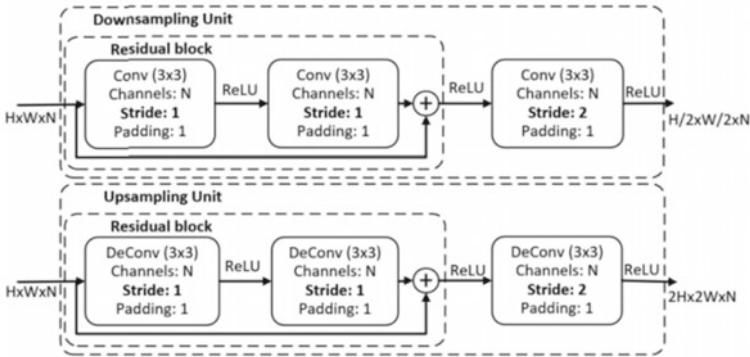 Downsampling Unit
Residual block
Conv (3x3)
Channels: N
Stride: 1
Padding: 1
ReLU
Conv (3x3)
Channels: N
Stride: 1
Padding: 1
+
ReLU
Conv (3x3)
Channels: N
Stride: 2
Padding: 1
ReLU
HxWxN
H/2xW/2xN
Upsampling Unit
Residual block
DeConv (3x3)
Channels: N
Stride: 1
Padding: 1
ReLU
DeConv (3x3)
Channels: N
Stride: 1
Padding: 1
+
ReLU
DeConv (3x3)
Channels: N
Stride: 2
Padding: 1
ReLU
HxWxN
2Hx2WxN